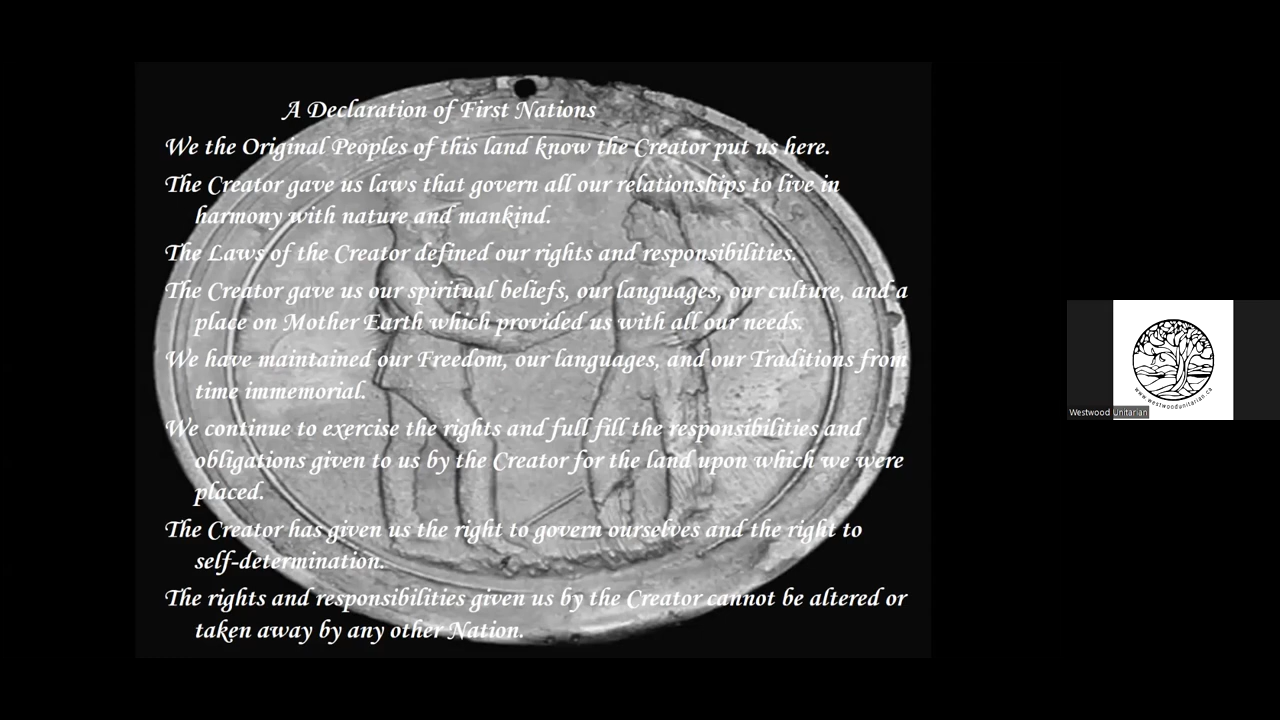 A Declaration of First Nations
We the Original Peoples of this land know the Creator put us here.
The Creator gave us laws that govern all our relationships to live in
harmony with nature and mankind.
The Laws of the Creator defined our rights and responsibilities.
The Creator gave us our spiritual beliefs, our languages, our culture, and a
place on Mother Earth which provided us with all our needs.
We have maintained our Freedom, our languages, and our Traditions from
time immemorial.
We continue to exercise the rights and full fill the responsibilities and
obligations given to us by the Creator for the land upon which we were
placed.
The Creator has given us the right to govern ourselves and the right to
self-determination.
The rights and responsibilities given us by the Creator cannot be altered or
taken away by any other Nation.
www.westwoodunitarian.ca
Westwood Unitarian